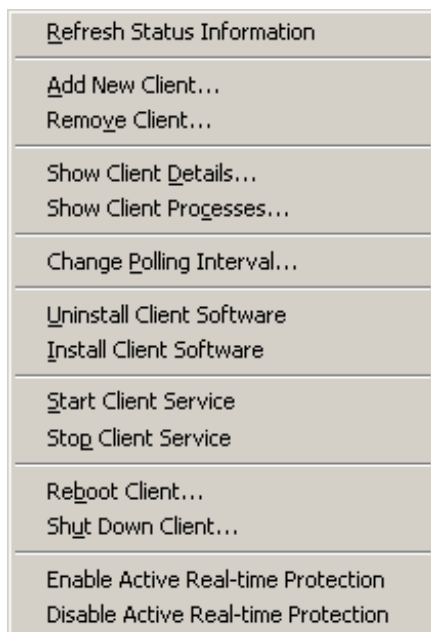 Refresh Status Information
Add New Client...
Remove Client...
Show Client Details...
Show Client Processes...
Change Polling Interval...
Uninstall Client Software
Install Client Software
Start Client Service
Stop Client Service
Reboot Client...
Shut Down Client...
Enable Active Real-time Protection
Disable Active Real-time Protection